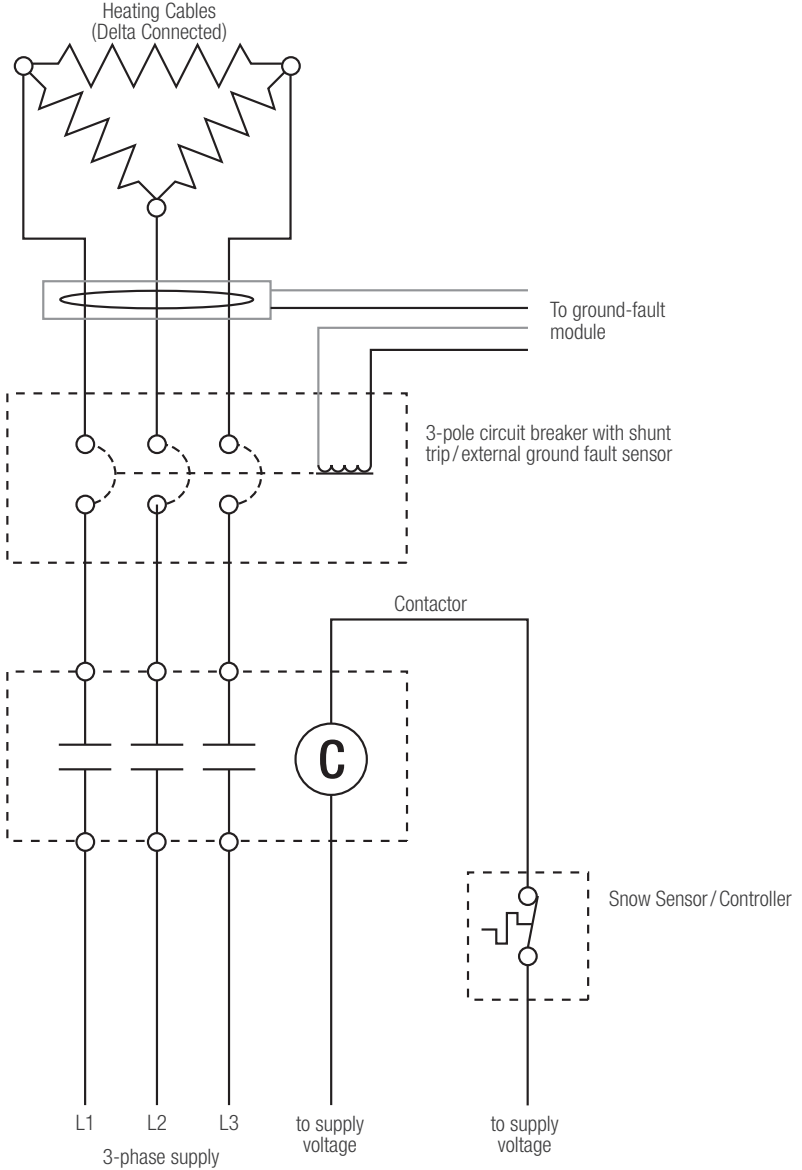 Heating Cables
(Delta Connected)
To ground-fault
module
3-pole circuit breaker with shunt
trip/external ground fault sensor
Contactor
C
Snow Sensor/Controller
L1 L2 L3 to supply voltage to supply voltage
3-phase supply